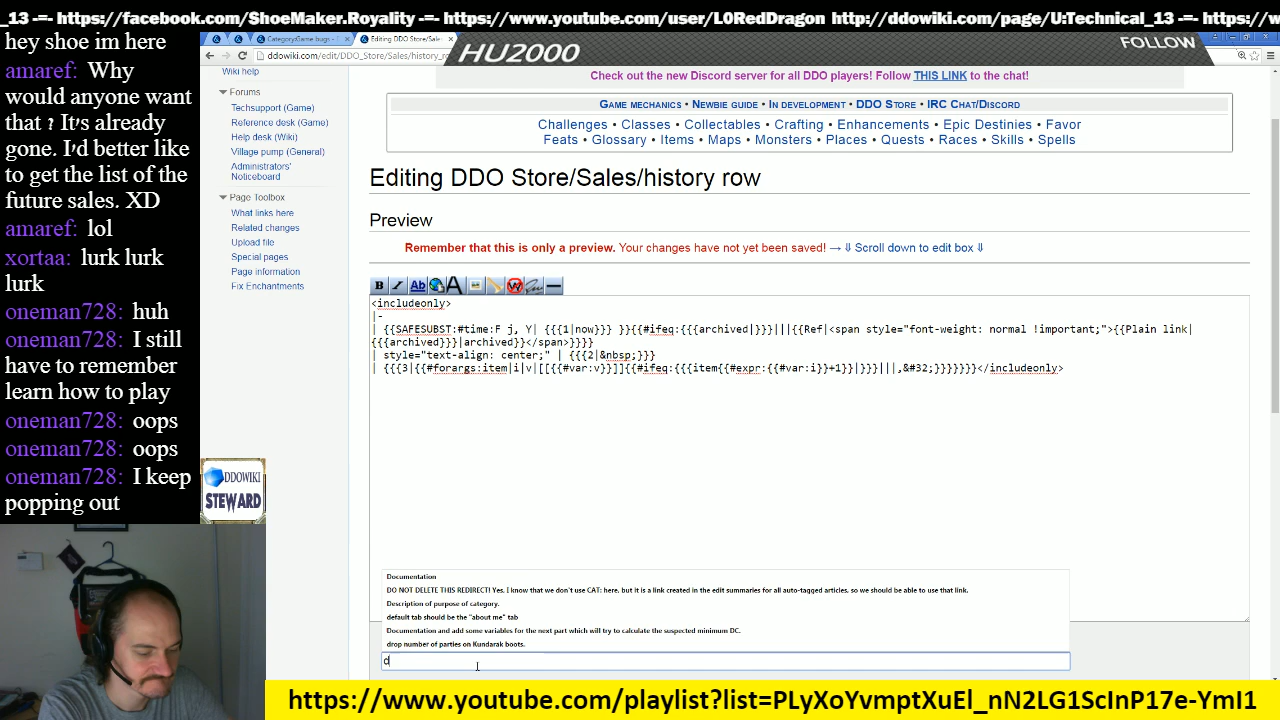 _13 -=- https://facebook.com/ShoeMaker.Royality -=- https://www.youtube.com/user/L0RedDragon http://ddowiki.com/page/U:Technical_13 -=- https://w
hey shoe im here
amaref: Why
would anyone want
that ? It's already
gone. I'd better like
to get the list of the
future sales. XD
amaref: lol
xortaa: lurk lurk
lurk
oneman728: huh
oneman728: I still
have to remember
learn how to play
oneman728: oops
oneman728: oops
oneman728: I keep
popping out
Category:Game bugs -
Editing DDO Store/Sales
ddowiki.com/edit/DDO_Store/Sales/history_ro
HU2000
FOLLOW
Wiki help
Forums
Techsupport (Game)
Reference desk (Game)
Help desk (Wiki)
Village pump (General)
Administrators'
Noticeboard
Page Toolbox
What links here
Related changes
Upload file
Special pages
Page information
Fix Enchantments
DDOWIKI
STEWARD
Check out the new Discord server for all DDO players! Follow THIS LINK to the chat!
Game mechanics • Newbie guide • In development • DDO Store • IRC Chat/Discord
Challenges • Classes • Collectables • Crafting • Enhancements • Epic Destinies • Favor
Feats • Glossary • Items • Maps • Monsters • Places • Quests • Races • Skills • Spells
Editing DDO Store/Sales/history row
Preview
Remember that this is only a preview. Your changes have not yet been saved! → ⇓ Scroll down to edit box ⇓
B I Ab A W
<includeonly>
|-
| {{SAFESUBST:#time:F j, Y| {{{1|now}}} }}{{#ifeq:{{{archived|}}}|||{{Ref|<span style="font-weight: normal !important;">{{Plain link|
{{{archived}}}|archived}}</span>}}}}
| style="text-align: center;" | {{{2|&nbsp;}}}
| {{{3|{{#forargs:item|i|v|[[{{#var:v}}]]{{#ifeq:{{{item{{#expr:{{#var:i}}+1}}|}}}|||,&#32;}}}}}}}</includeonly>
Documentation
DO NOT DELETE THIS REDIRECT! Yes, I know that we don't use CAT: here, but it is a link created in the edit summaries for all auto-tagged articles, so we should be able to use that link.
Description of purpose of category.
default tab should be the "about me" tab
Documentation and add some variables for the next part which will try to calculate the suspected minimum DC.
drop number of parties on Kundarak boots.
d
https://www.youtube.com/playlist?list=PLyXoYvmptXuEl_nN2LG1ScInP17e-YmI1